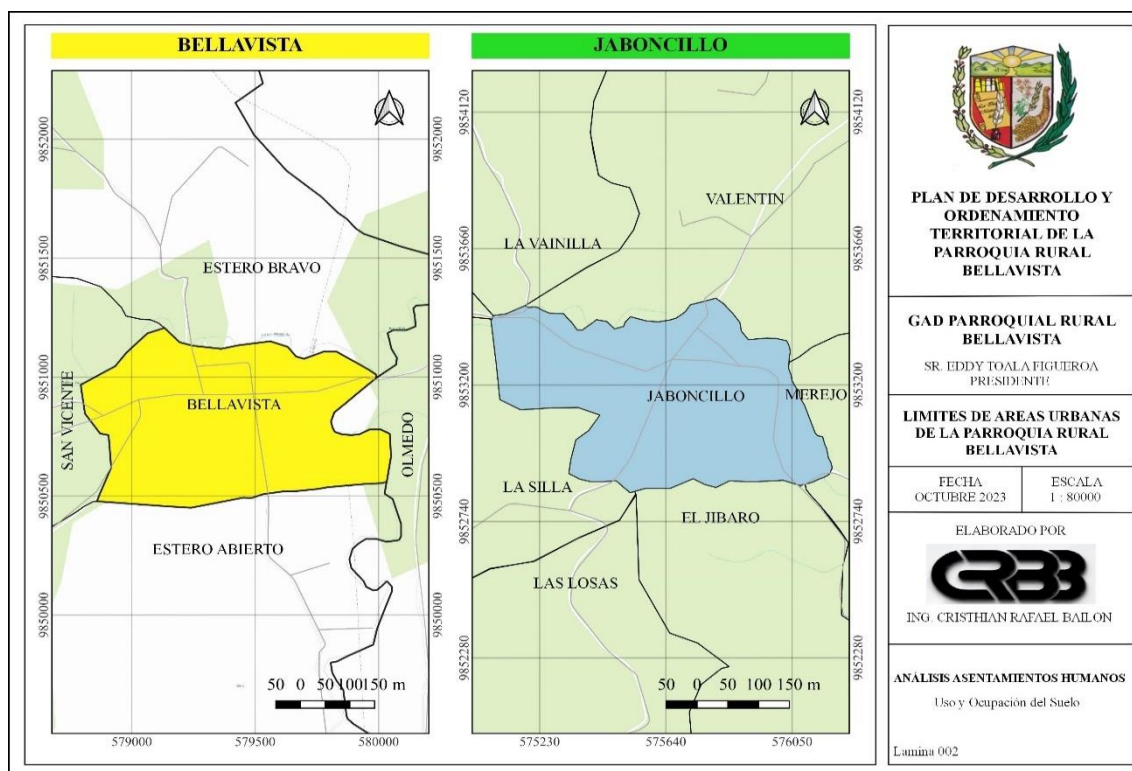 BELLAVISTA
9852000
9851500
9851000
9850500
9850000
9852000
9851500
9851000
9850500
9850000
ESTERO BRAVO
BELLAVISTA
SAN VICENTE
OLMEDO
ESTERO ABIERTO
50 0 50 100 150 m
579000 579500 580000
JABONCILLO
9854120
9853660
9853200
9852740
9852280
9854120
9853660
9853200
9852740
9852280
VALENTIN
LA VAINILLA
JABONCILLO
MEREJO
LA SILLA
EL JIBARO
LAS LOSAS
50 0 50 100 150 m
575230 575640 576050
PLAN DE DESARROLLO Y
ORDENAMIENTO
TERRITORIAL DE LA
PARROQUIA RURAL
BELLAVISTA
GAD PARROQUIAL RURAL
BELLAVISTA
SR. EDDY TOALA FIGUEROA
PRESIDENTE
LIMITES DE AREAS URBANAS
DE LA PARROQUIA RURAL
BELLAVISTA
FECHA
OCTUBRE 2023
ESCALA
1 : 80000
ELABORADO POR
CRBB
ING. CRISTHIAN RAFAEL BAILON
ANÁLISIS ASENTAMIENTOS HUMANOS
Uso y Ocupación del Suelo
Lamina 002